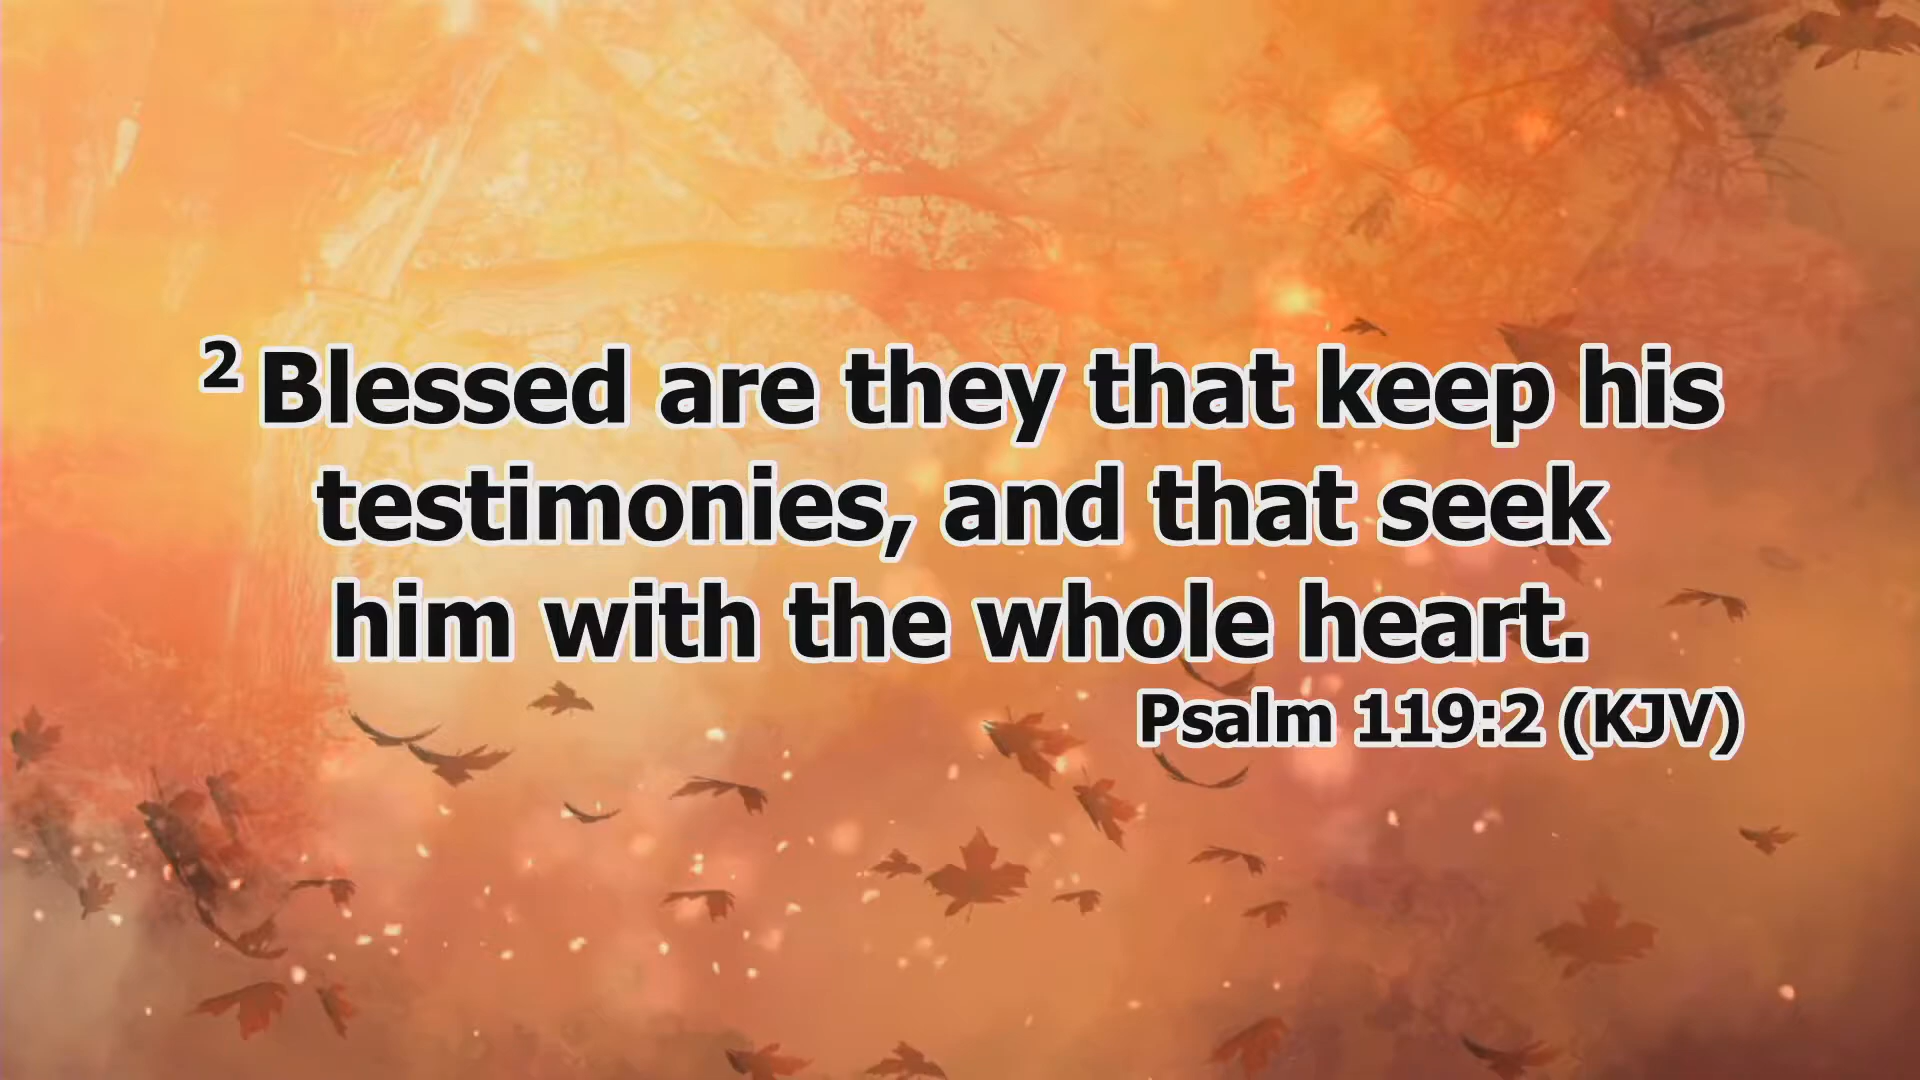 2 Blessed are they that keep his
testimonies, and that seek
him with the whole heart.
Psalm 119:2 (KJV)